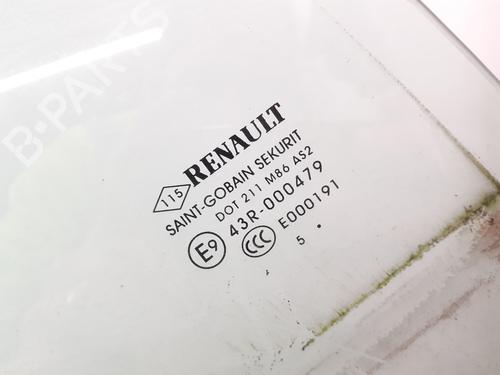 B-PARTS
RENAULT
115
SAINT-GOBAIN SEKURIT
DOT 211 M86 AS2
E9 43R-000479
CCC E000191
5 .